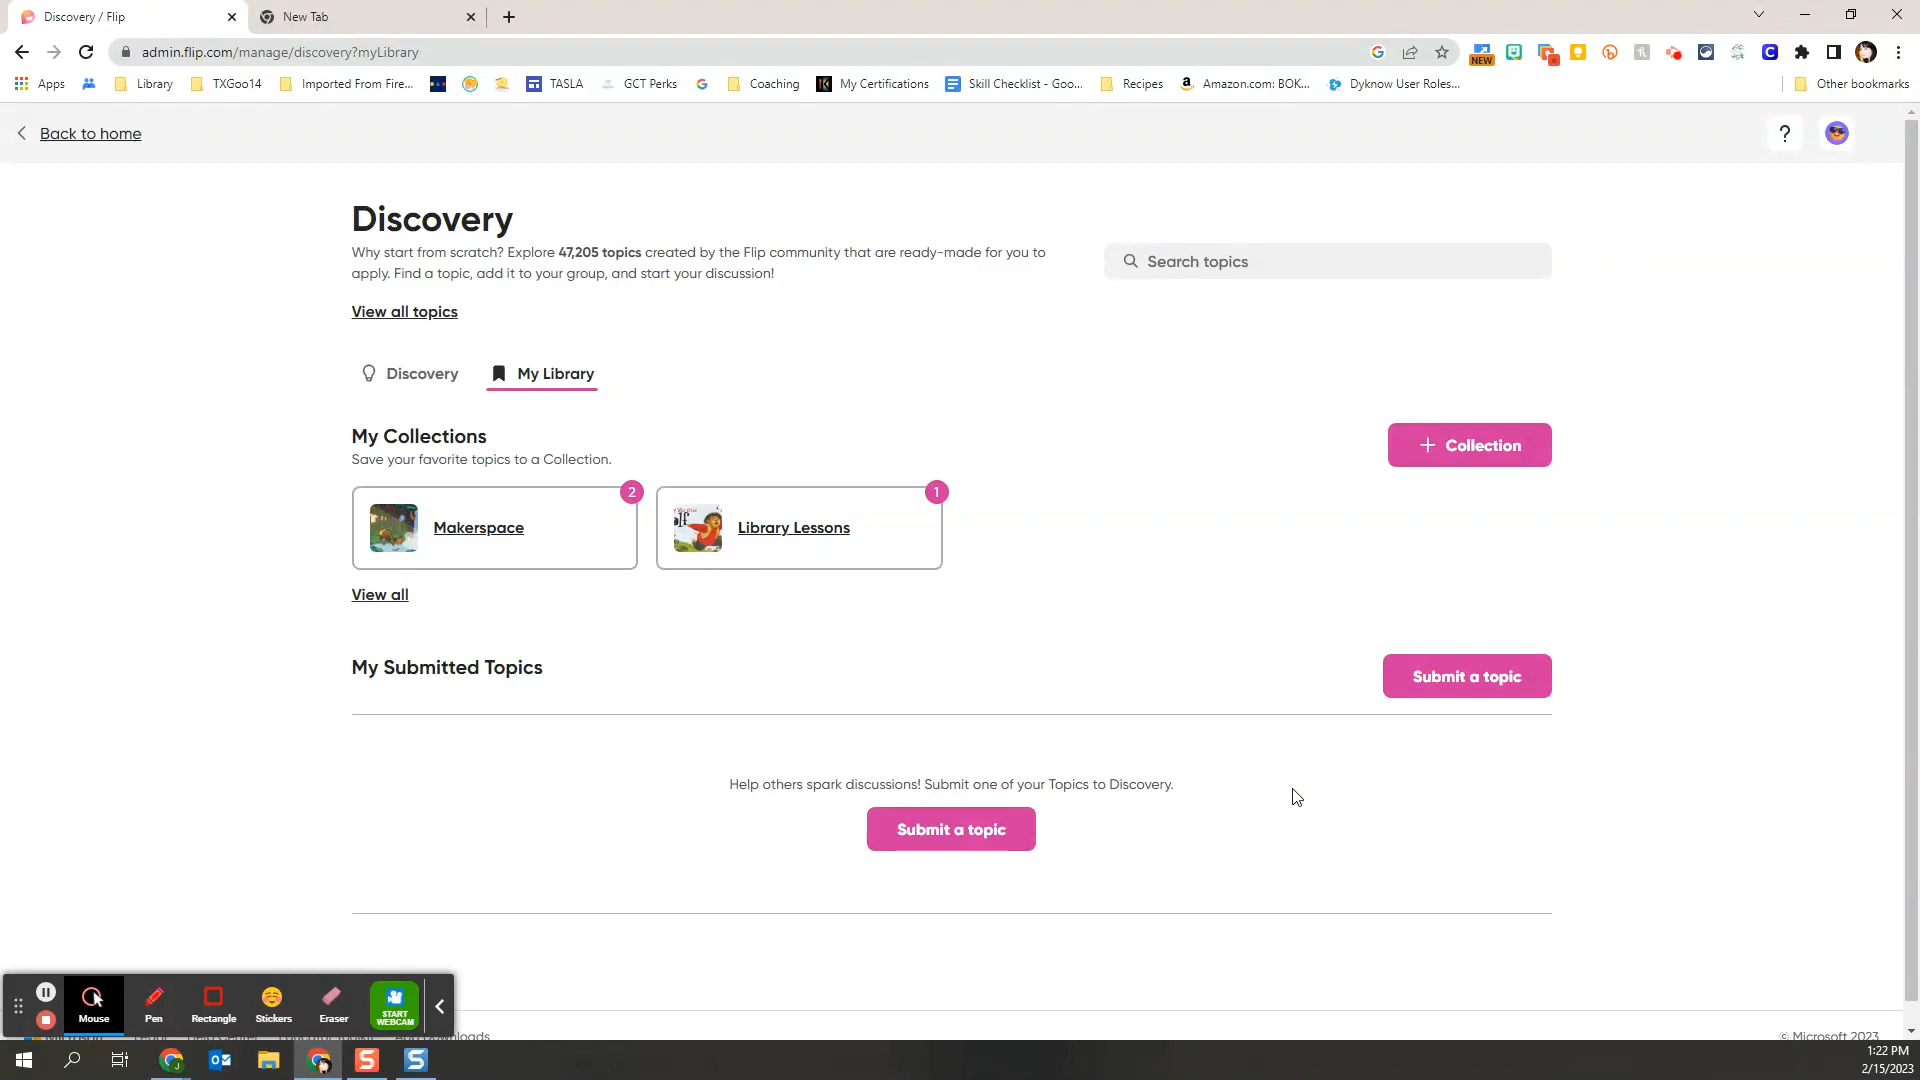 Discovery / Flip
New Tab
admin.flip.com/manage/discovery?myLibrary
NEW
Apps
Library
TXGoo14
Imported From Fire...
TASLA
GCT Perks
Coaching
My Certifications
Skill Checklist - Goo...
Recipes
Amazon.com: BOK...
Dyknow User Roles...
Other bookmarks
Back to home
?
Discovery
Why start from scratch? Explore 47,205 topics created by the Flip community that are ready-made for you to
apply. Find a topic, add it to your group, and start your discussion!
Search topics
View all topics
Discovery
My Library
My Collections
Save your favorite topics to a Collection.
+ Collection
2
Makerspace
1
Library Lessons
View all
My Submitted Topics
Submit a topic
Help others spark discussions! Submit one of your Topics to Discovery.
Submit a topic
Mouse
Pen
Rectangle
Stickers
Eraser
START
WEBCAM
© Microsoft 2023
1:22 PM
2/15/2023